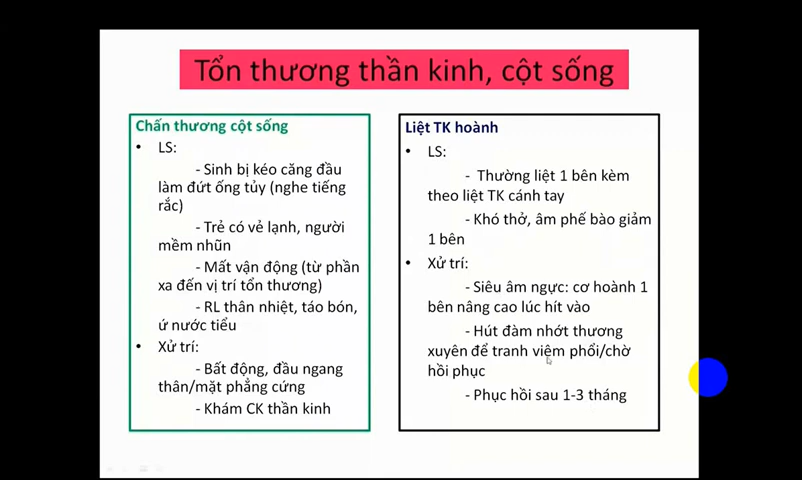 Tổn thương thần kinh, cột sống
Chấn thương cột sống
• LS:
- Sinh bị kéo căng đầu
làm đứt ống tủy (nghe tiếng
rắc)
- Trẻ có vẻ lạnh, người
mềm nhũn
- Mất vận động (từ phần
xa đến vị trí tổn thương)
- RL thân nhiệt, táo bón,
ứ nước tiểu
• Xử trí:
- Bất động, đầu ngang
thân/mặt phẳng cứng
- Khám CK thần kinh
Liệt TK hoành
• LS:
- Thường liệt 1 bên kèm
theo liệt TK cánh tay
- Khó thở, âm phế bào giảm
1 bên
• Xử trí:
- Siêu âm ngực: cơ hoành 1
bên nâng cao lúc hít vào
- Hút đàm nhớt thương
xuyên để tranh viêm phổi/chờ
hồi phục
- Phục hồi sau 1-3 tháng